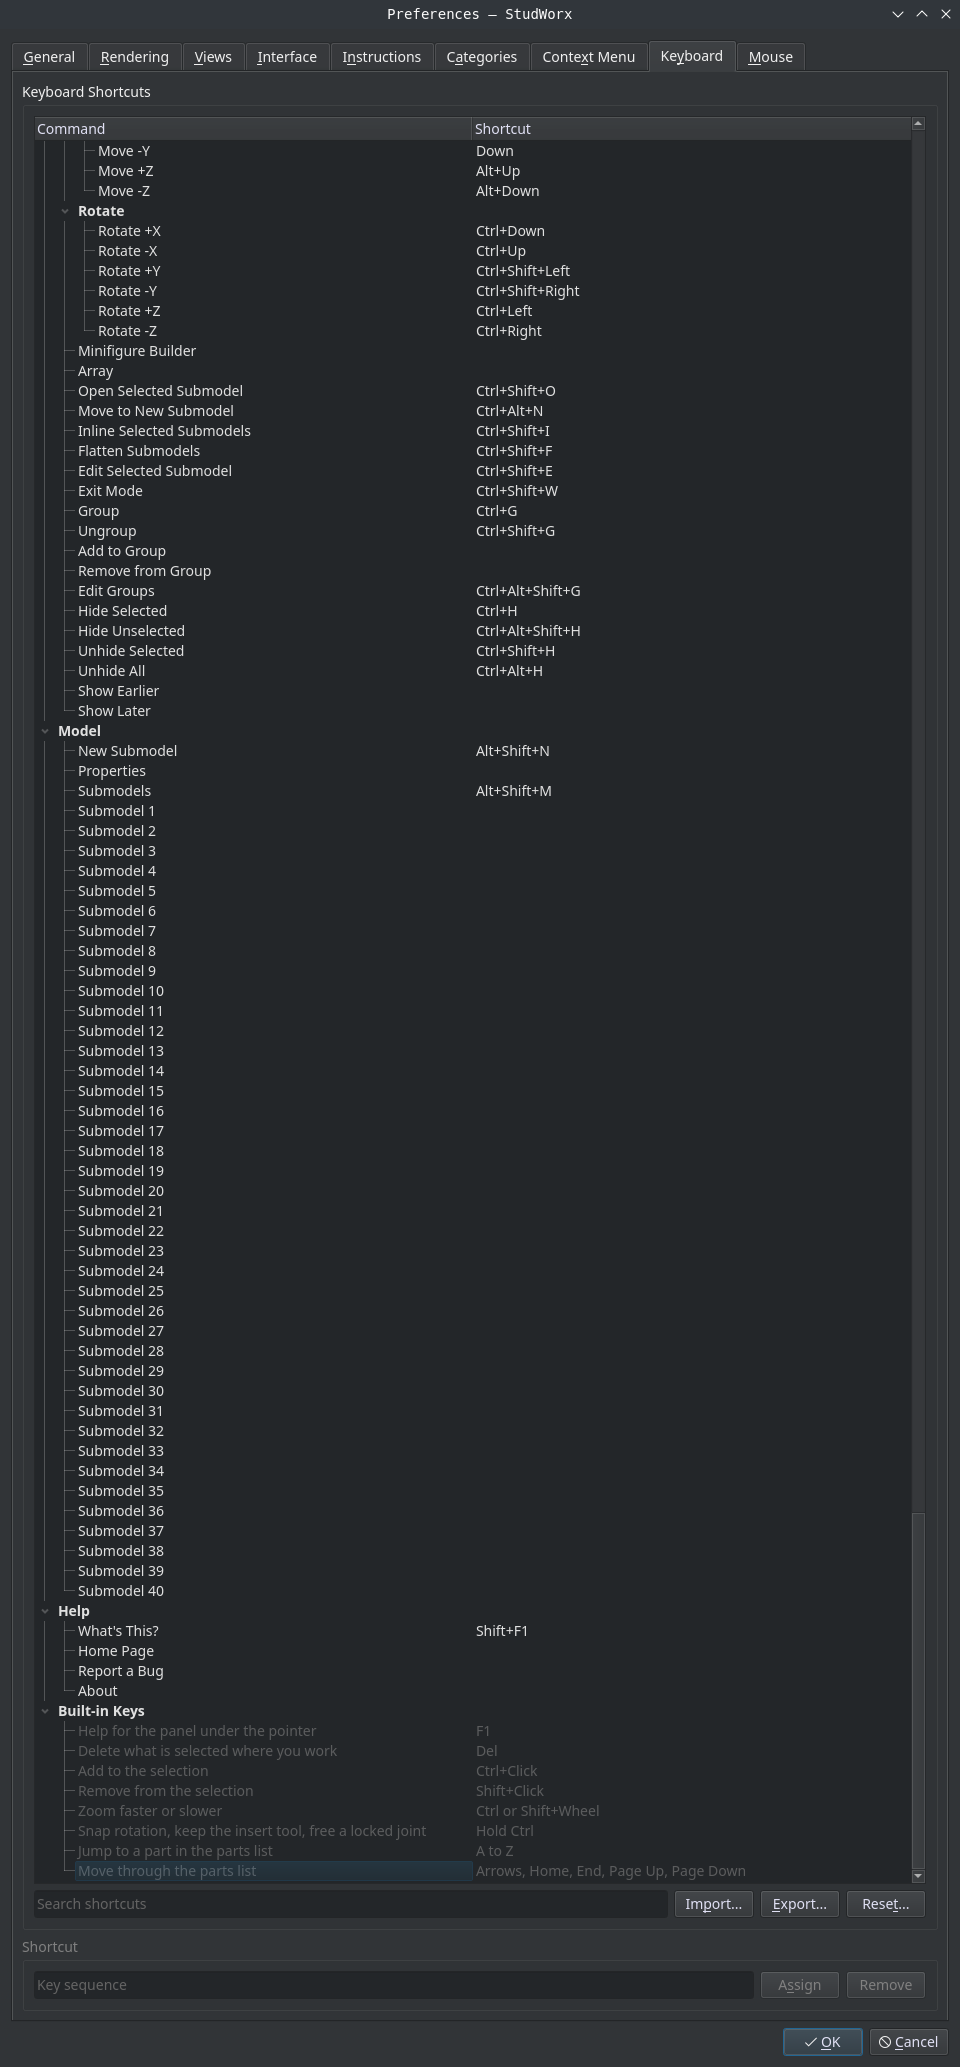 Preferences — StudWorx
General Rendering Views Interface Instructions Categories Context Menu Keyboard Mouse
Keyboard Shortcuts
Command Shortcut
Move -Y Down
Move +Z Alt+Up
Move -Z Alt+Down
Rotate
Rotate +X Ctrl+Down
Rotate -X Ctrl+Up
Rotate +Y Ctrl+Shift+Left
Rotate -Y Ctrl+Shift+Right
Rotate +Z Ctrl+Left
Rotate -Z Ctrl+Right
Minifigure Builder
Array
Open Selected Submodel Ctrl+Shift+O
Move to New Submodel Ctrl+Alt+N
Inline Selected Submodels Ctrl+Shift+I
Flatten Submodels Ctrl+Shift+F
Edit Selected Submodel Ctrl+Shift+E
Exit Mode Ctrl+Shift+W
Group Ctrl+G
Ungroup Ctrl+Shift+G
Add to Group
Remove from Group
Edit Groups Ctrl+Alt+Shift+G
Hide Selected Ctrl+H
Hide Unselected Ctrl+Alt+Shift+H
Unhide Selected Ctrl+Shift+H
Unhide All Ctrl+Alt+H
Show Earlier
Show Later
Model
New Submodel Alt+Shift+N
Properties
Submodels Alt+Shift+M
Submodel 1
Submodel 2
Submodel 3
Submodel 4
Submodel 5
Submodel 6
Submodel 7
Submodel 8
Submodel 9
Submodel 10
Submodel 11
Submodel 12
Submodel 13
Submodel 14
Submodel 15
Submodel 16
Submodel 17
Submodel 18
Submodel 19
Submodel 20
Submodel 21
Submodel 22
Submodel 23
Submodel 24
Submodel 25
Submodel 26
Submodel 27
Submodel 28
Submodel 29
Submodel 30
Submodel 31
Submodel 32
Submodel 33
Submodel 34
Submodel 35
Submodel 36
Submodel 37
Submodel 38
Submodel 39
Submodel 40
Help
What's This? Shift+F1
Home Page
Report a Bug
About
Built-in Keys
Help for the panel under the pointer F1
Delete what is selected where you work Del
Add to the selection Ctrl+Click
Remove from the selection Shift+Click
Zoom faster or slower Ctrl or Shift+Wheel
Snap rotation, keep the insert tool, free a locked joint Hold Ctrl
Jump to a part in the parts list A to Z
Move through the parts list Arrows, Home, End, Page Up, Page Down
Search shortcuts Import... Export... Reset...
Shortcut
Key sequence Assign Remove
OK Cancel